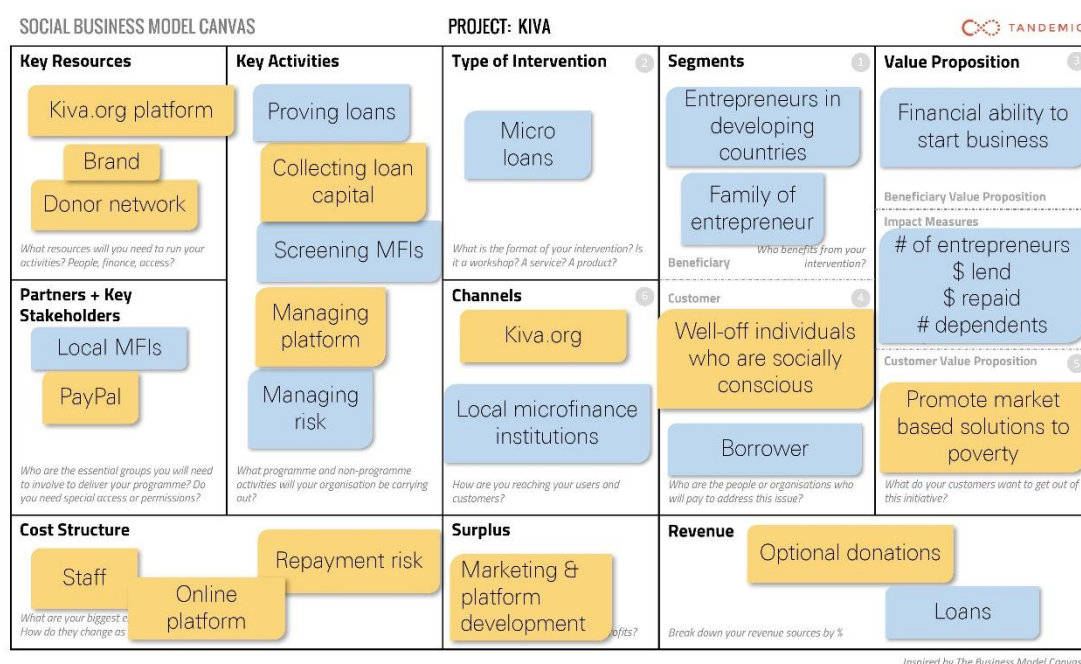 SOCIAL BUSINESS MODEL CANVAS
PROJECT: KIVA
TANDEMIC
Key Resources
Kiva.org platform
Brand
Donor network
What resources will you need to run your
activities? People, finance, access?
Partners + Key
Stakeholders
Local MFIs
PayPal
Who are the essential groups you will need
to involve to deliver your programme? Do
you need special access or permissions?
Key Activities
Proving loans
Collecting loan
capital
Screening MFIs
Managing
platform
Managing
risk
What programme and non-programme
activities will your organisation be carrying
out?
Type of Intervention
2
Micro
loans
What is the format of your intervention? Is
it a workshop? A service? A product?
Channels
6
Kiva.org
Local microfinance
institutions
How are you reaching your users and
customers?
Segments
1
Entrepreneurs in
developing
countries
Family of
entrepreneur
Who benefits from your
intervention?
Beneficiary
Customer
4
Well-off individuals
who are socially
conscious
Borrower
Who are the people or organisations who
will pay to address this issue?
Value Proposition
3
Financial ability to
start business
Beneficiary Value Proposition
Impact Measures
# of entrepreneurs
$ lend
$ repaid
# dependents
Customer Value Proposition
5
Promote market
based solutions to
poverty
What do your customers want to get out of
this initiative?
Cost Structure
Staff
Online
platform
Repayment risk
What are your biggest
How do they change as
Surplus
Marketing &
platform
development
Revenue
Optional donations
Loans
Break down your revenue sources by %
Inspired by The Business Model Canvas